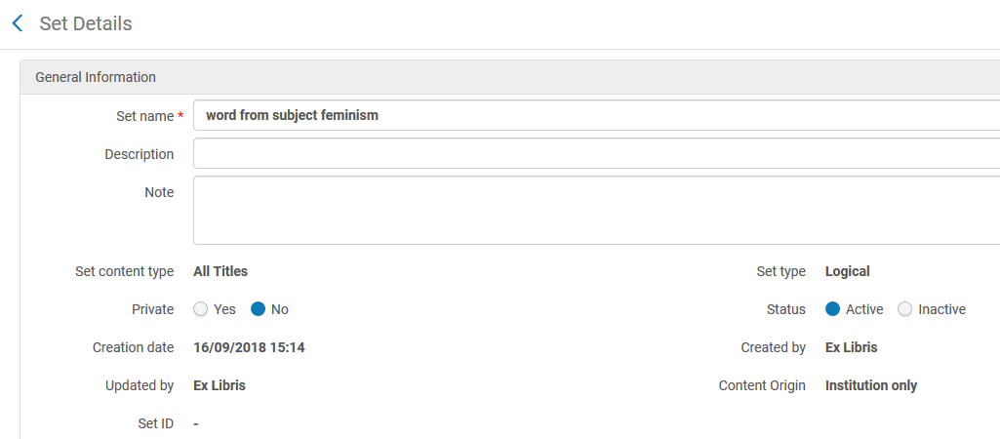 Set Details
General Information
Set name * word from subject feminism
Description
Note
Set content type All Titles Set type Logical
Private Yes No Status Active Inactive
Creation date 16/09/2018 15:14 Created by Ex Libris
Updated by Ex Libris Content Origin Institution only
Set ID -